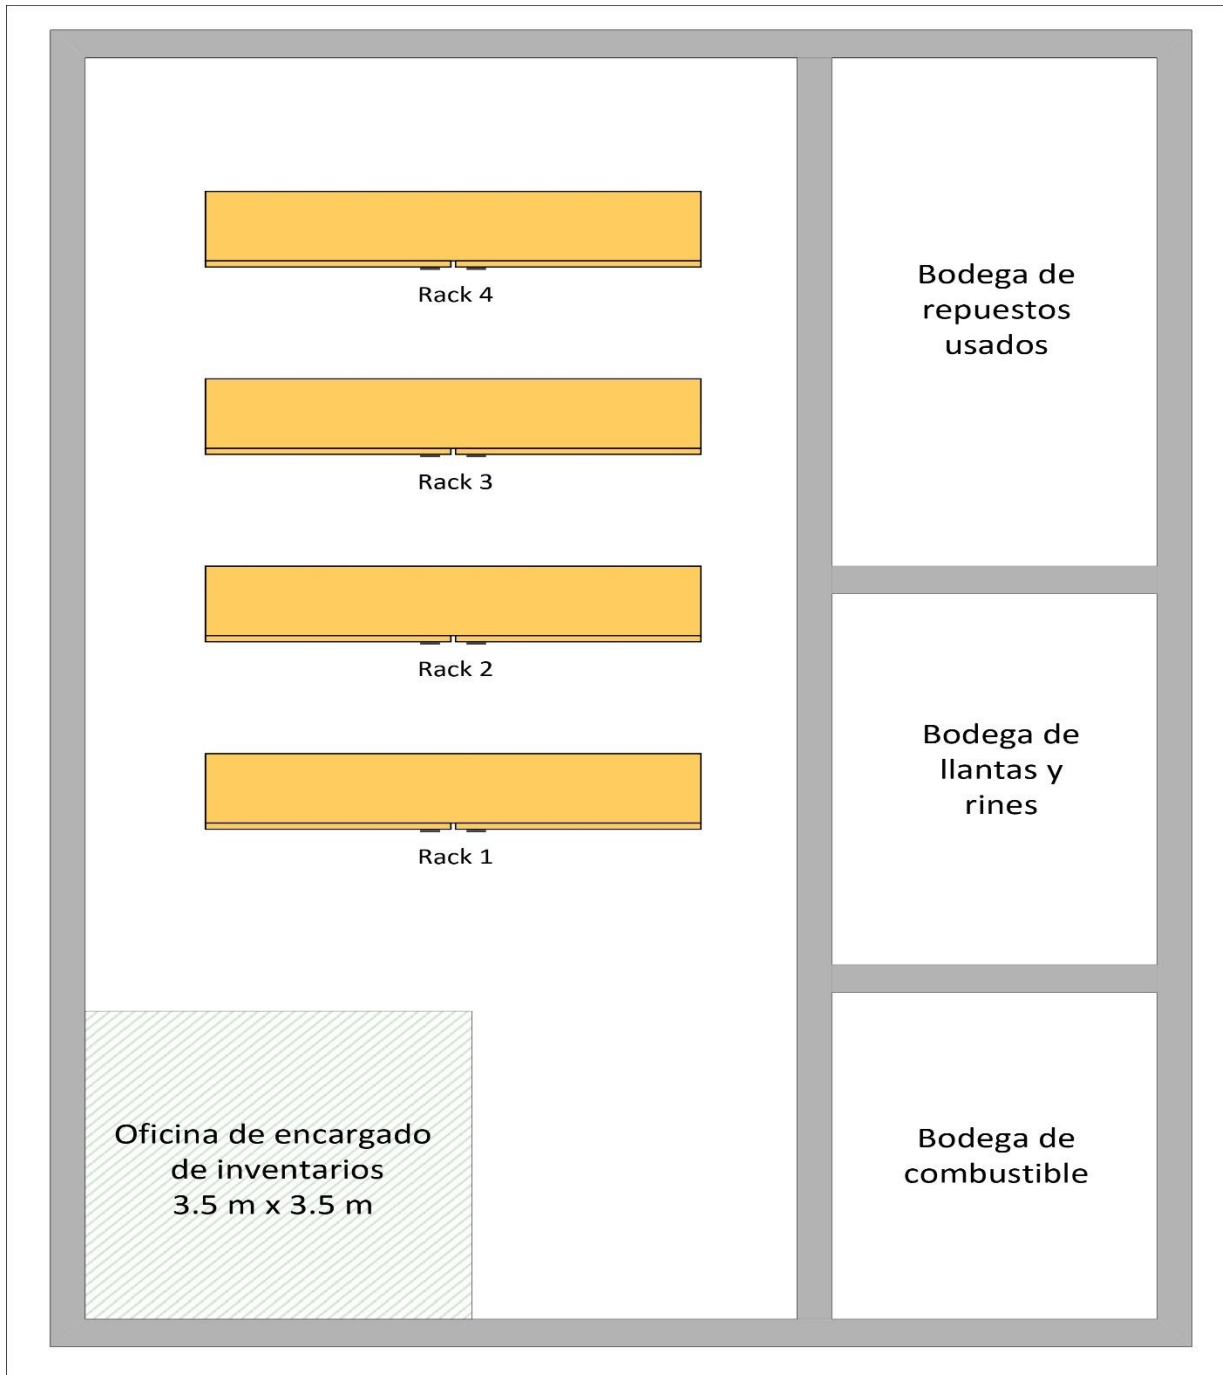 Rack 4
Rack 3
Rack 2
Rack 1
Oficina de encargado
de inventarios
3.5 m x 3.5 m
Bodega de
repuestos
usados
Bodega de
llantas y
rines
Bodega de
combustible